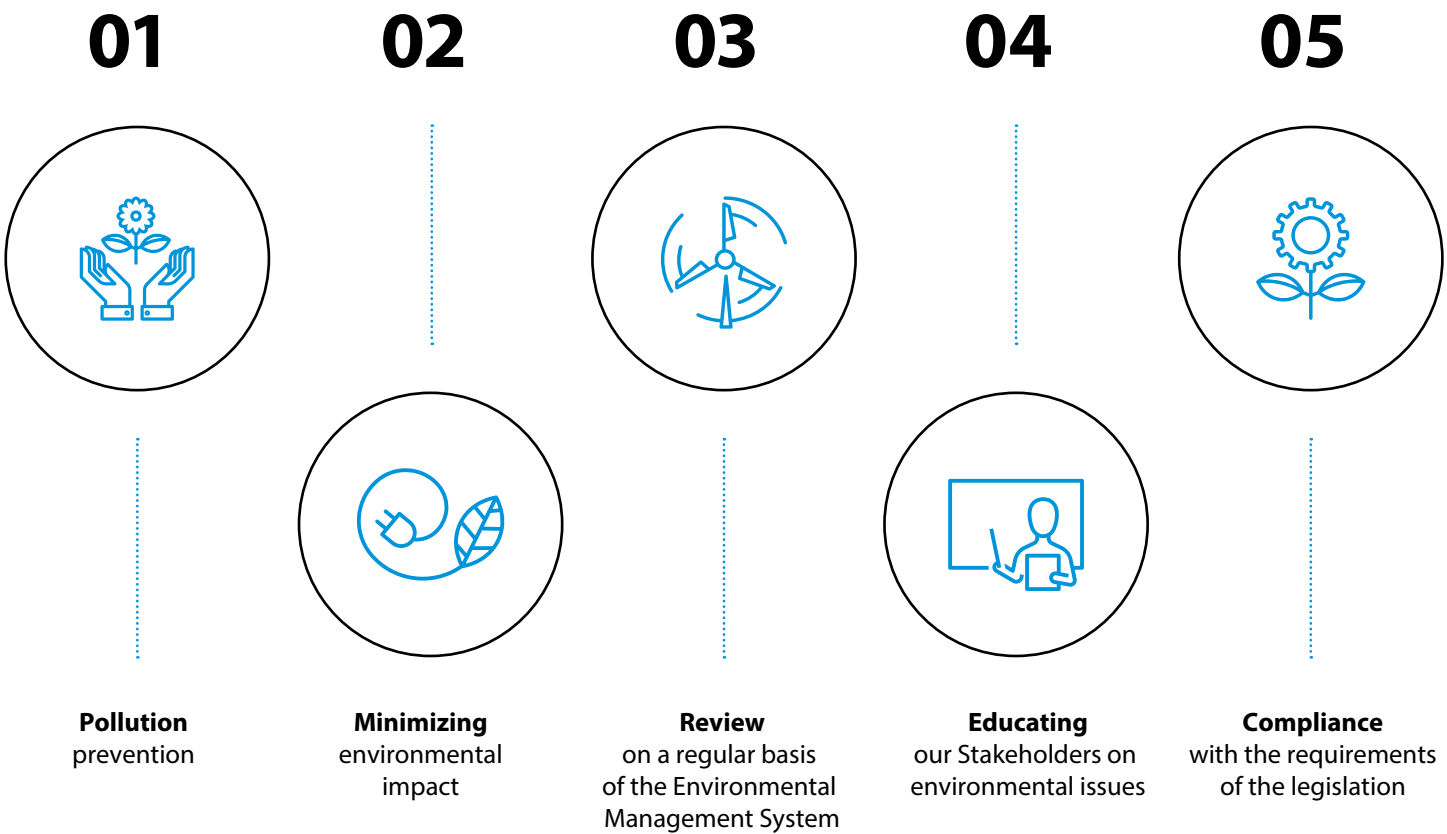 01
02
03
04
05
Pollution
prevention
Minimizing
environmental
impact
Review
on a regular basis
of the Environmental
Management System
Educating
our Stakeholders on
environmental issues
Compliance
with the requirements
of the legislation